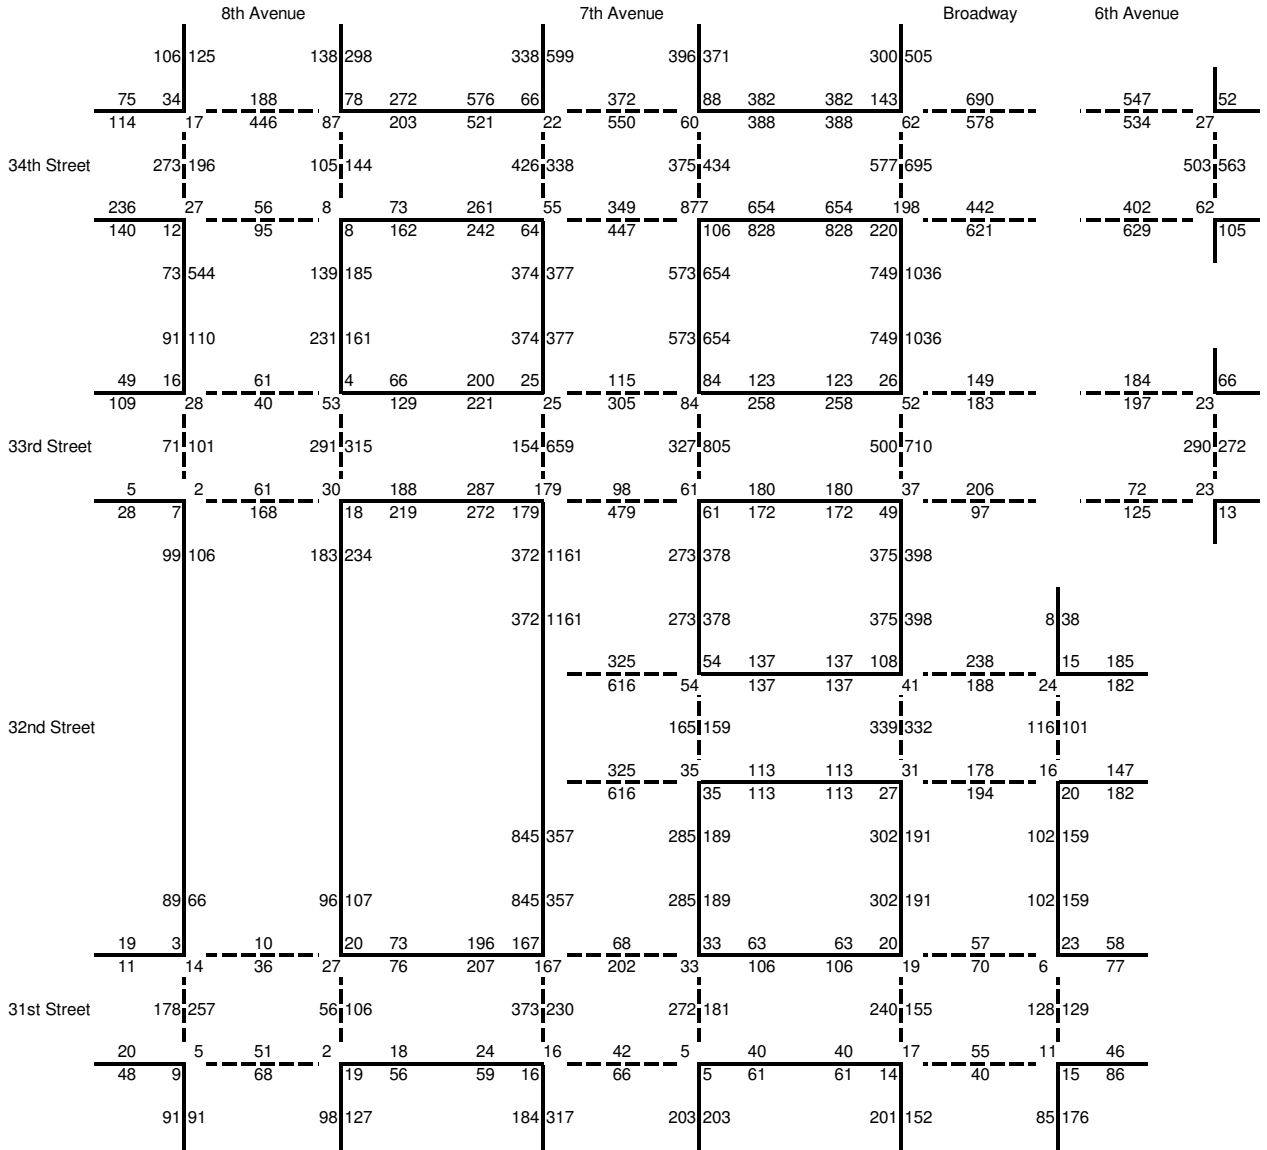 8th Avenue 7th Avenue Broadway 6th Avenue
106 125 138 298 338 599 396 371 300 505
75 34 188 78 272 576 66 372 88 382 382 143 690 547 52
114 17 446 87 203 521 22 550 60 388 388 62 578 534 27
34th Street 273 196 105 144 426 338 375 434 577 695 503 563
236 27 56 8 73 261 55 349 877 654 654 198 442 402 62
140 12 95 8 162 242 64 447 106 828 828 220 621 629 105
73 544 139 185 374 377 573 654 749 1036
91 110 231 161 374 377 573 654 749 1036
49 16 61 4 66 200 25 115 84 123 123 26 149 184 66
109 28 40 53 129 221 25 305 84 258 258 52 183 197 23
33rd Street 71 101 291 315 154 659 327 805 500 710 290 272
5 2 61 30 188 287 179 98 61 180 180 37 206 72 23
28 7 168 18 219 272 179 479 61 172 172 49 97 125 13
99 106 183 234 372 1161 273 378 375 398
372 1161 273 378 375 398 8 38
325 54 137 137 108 238 15 185
616 54 137 137 41 188 24 182
32nd Street 165 159 339 332 116 101
325 35 113 113 31 178 16 147
616 35 113 113 27 194 20 182
845 357 285 189 302 191 102 159
89 66 96 107 845 357 285 189 302 191 102 159
19 3 10 20 73 196 167 68 33 63 63 20 57 23 58
11 14 36 27 76 207 167 202 33 106 106 19 70 6 77
31st Street 178 257 56 106 373 230 272 181 240 155 128 129
20 5 51 2 18 24 16 42 5 40 40 17 55 11 46
48 9 68 19 56 59 16 66 5 61 61 14 40 15 86
91 91 98 127 184 317 203 203 201 152 85 176